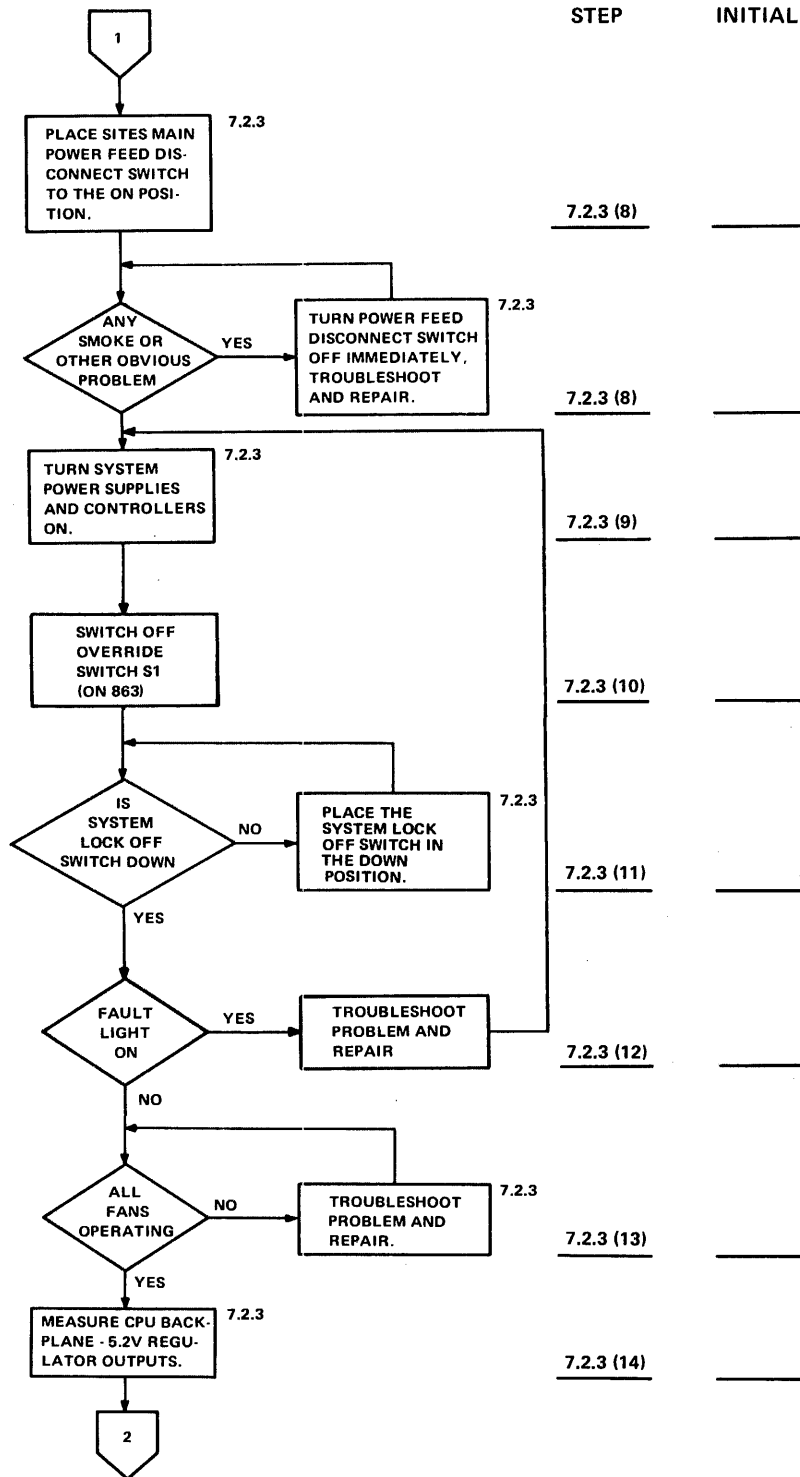 STEP INITIAL
1
7.2.3
PLACE SITES MAIN
POWER FEED DIS-
CONNECT SWITCH
TO THE ON POSI-
TION.
7.2.3 (8)
ANY
SMOKE OR
OTHER OBVIOUS
PROBLEM
YES
7.2.3
TURN POWER FEED
DISCONNECT SWITCH
OFF IMMEDIATELY,
TROUBLESHOOT
AND REPAIR.
7.2.3 (8)
7.2.3
TURN SYSTEM
POWER SUPPLIES
AND CONTROLLERS
ON.
7.2.3 (9)
SWITCH OFF
OVERRIDE
SWITCH S1
(ON 863)
7.2.3 (10)
IS
SYSTEM
LOCK OFF
SWITCH DOWN
NO
7.2.3
PLACE THE
SYSTEM LOCK
OFF SWITCH IN
THE DOWN
POSITION.
7.2.3 (11)
YES
FAULT
LIGHT
ON
YES
TROUBLESHOOT
PROBLEM AND
REPAIR
7.2.3 (12)
NO
ALL
FANS
OPERATING
NO
7.2.3
TROUBLESHOOT
PROBLEM AND
REPAIR.
7.2.3 (13)
YES
7.2.3
MEASURE CPU BACK-
PLANE - 5.2V REGU-
LATOR OUTPUTS.
7.2.3 (14)
2